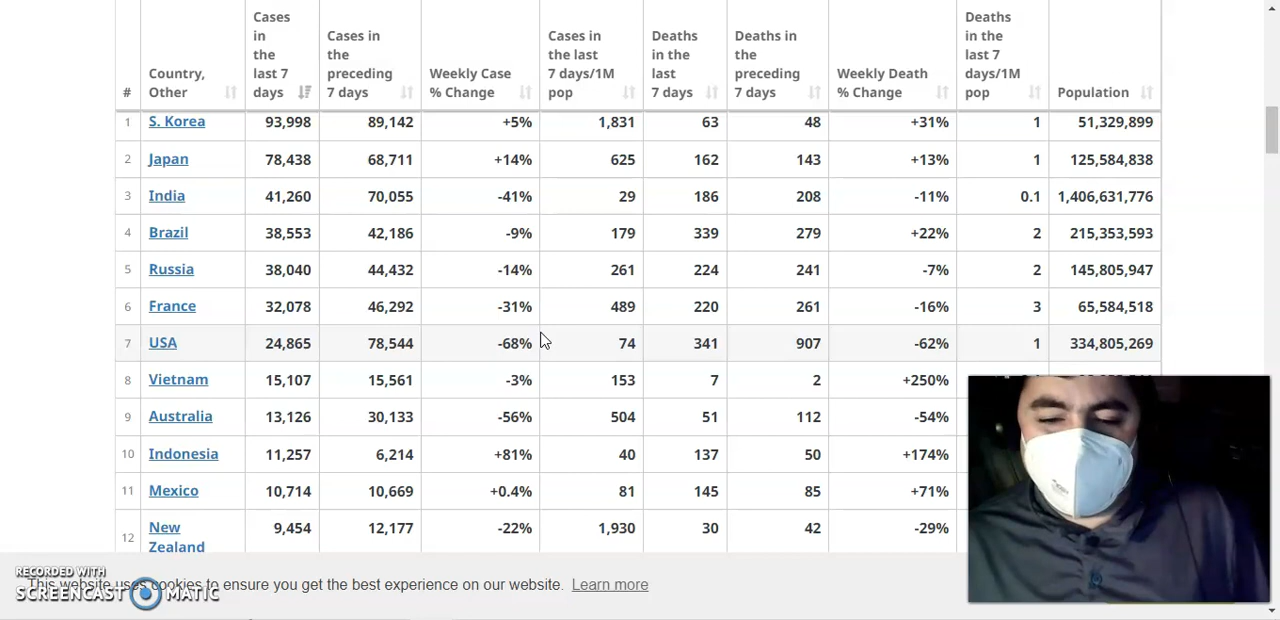 # Country, Other Cases in the last 7 days Cases in the preceding 7 days Weekly Case % Change Cases in the last 7 days/1M pop Deaths in the last 7 days Deaths in the preceding 7 days Weekly Death % Change Deaths in the last 7 days/1M pop Population
1 S. Korea 93,998 89,142 +5% 1,831 63 48 +31% 1 51,329,899
2 Japan 78,438 68,711 +14% 625 162 143 +13% 1 125,584,838
3 India 41,260 70,055 -41% 29 186 208 -11% 0.1 1,406,631,776
4 Brazil 38,553 42,186 -9% 179 339 279 +22% 2 215,353,593
5 Russia 38,040 44,432 -14% 261 224 241 -7% 2 145,805,947
6 France 32,078 46,292 -31% 489 220 261 -16% 3 65,584,518
7 USA 24,865 78,544 -68% 74 341 907 -62% 1 334,805,269
8 Vietnam 15,107 15,561 -3% 153 7 2 +250%
9 Australia 13,126 30,133 -56% 504 51 112 -54%
10 Indonesia 11,257 6,214 +81% 40 137 50 +174%
11 Mexico 10,714 10,669 +0.4% 81 145 85 +71%
12 New Zealand 9,454 12,177 -22% 1,930 30 42 -29%
This website uses cookies to ensure you get the best experience on our website. Learn more
RECORDED WITH
SCREENCAST MATIC